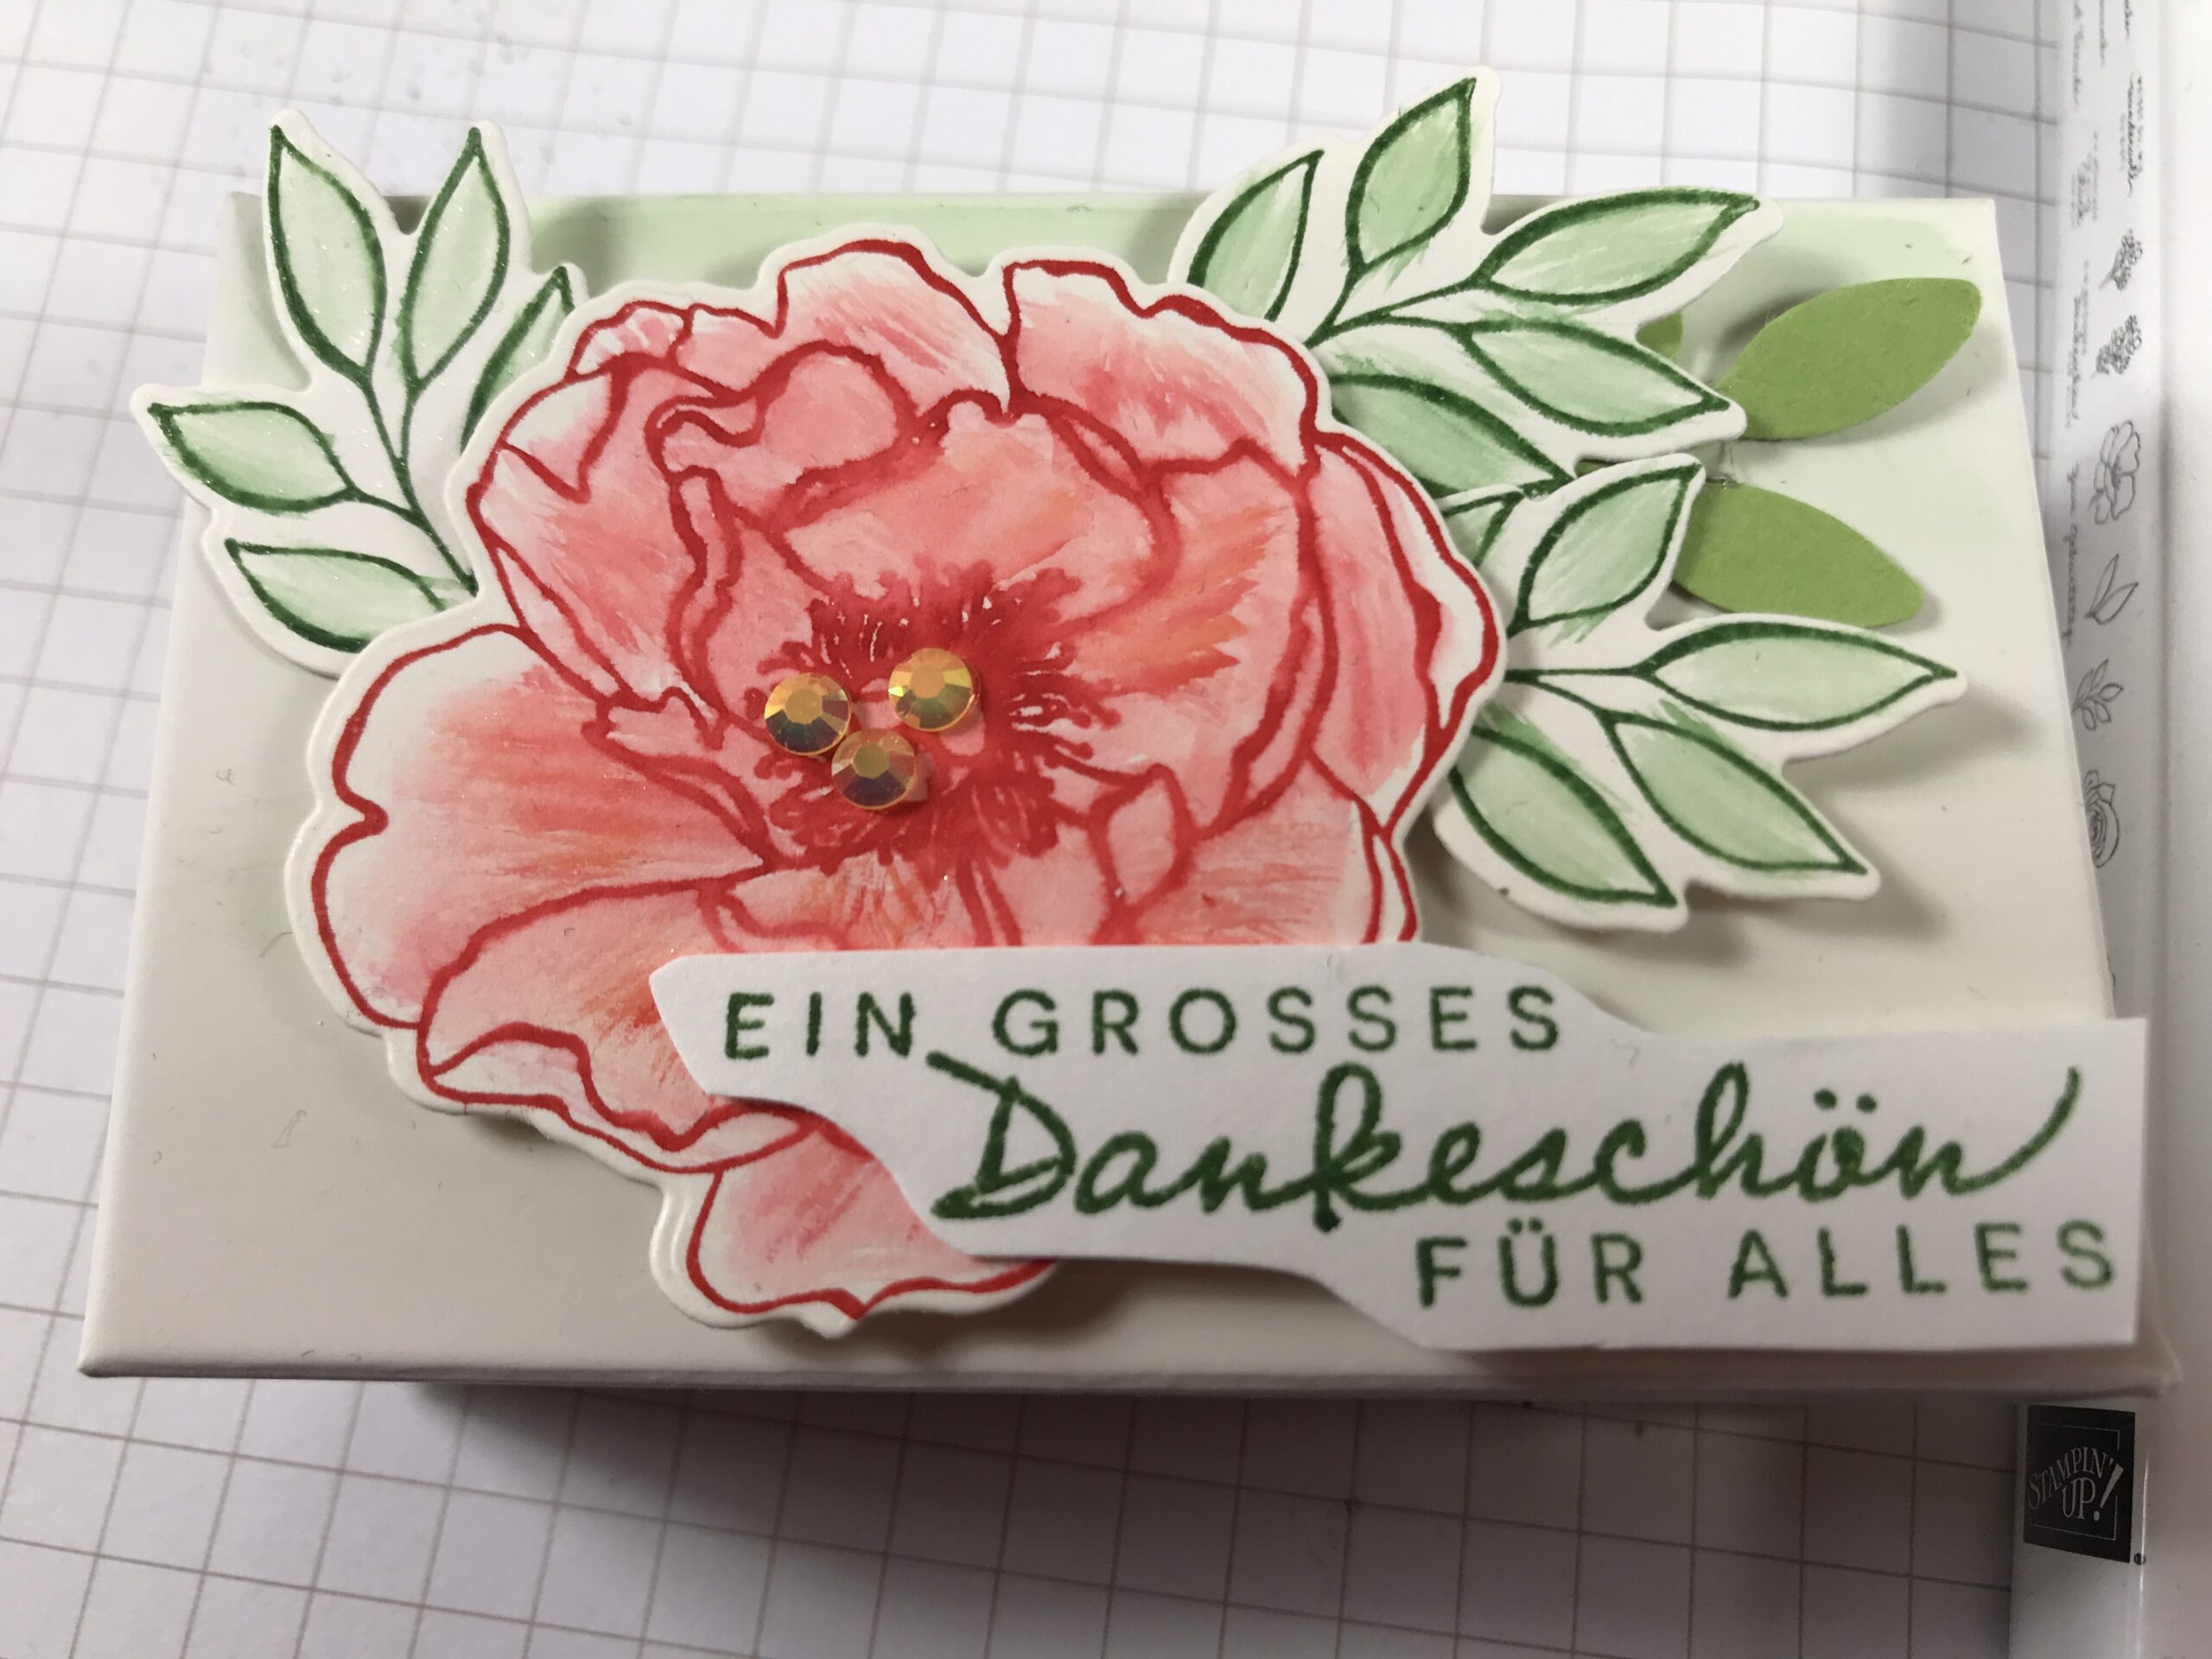 EIN GROSSES
Dankeschön
FÜR ALLES
STAMPIN'
UP!